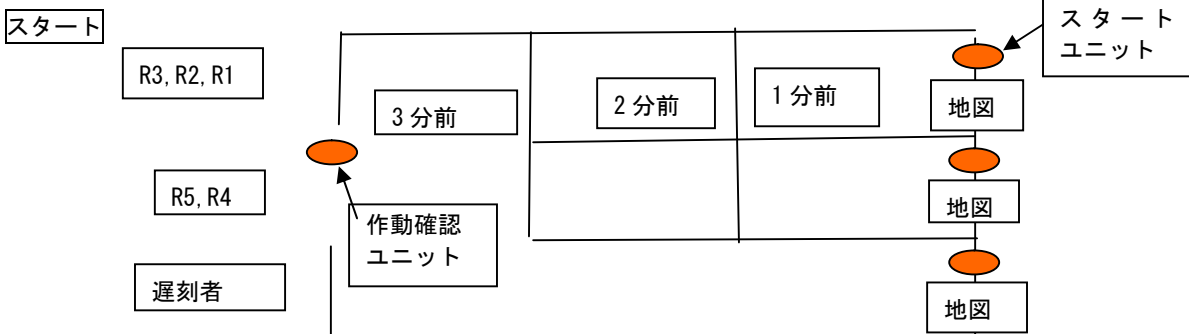 スタート
スタート
ユニット
R3, R2, R1
3 分前
2 分前
1 分前
地図
R5, R4
作動確認
ユニット
地図
遅刻者
地図